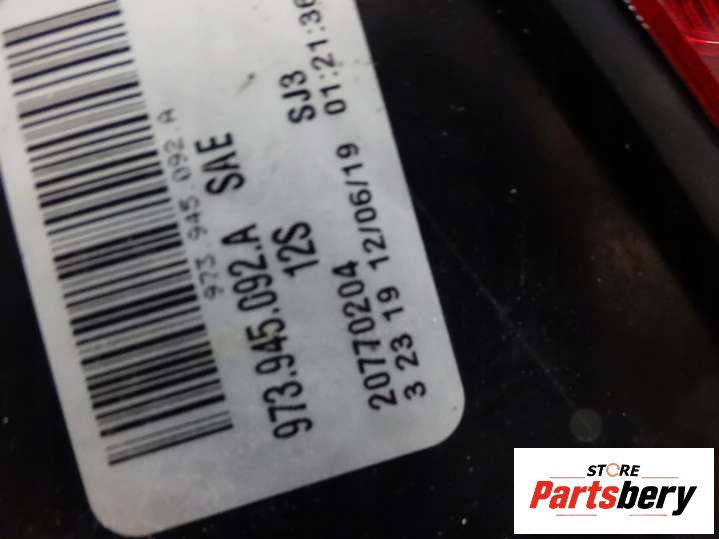 973 945 092 A
973.945.092.A SAE
12S SJ3
20770204
3 23 19 12/06/19 01:21:36
STORE
Partsbery